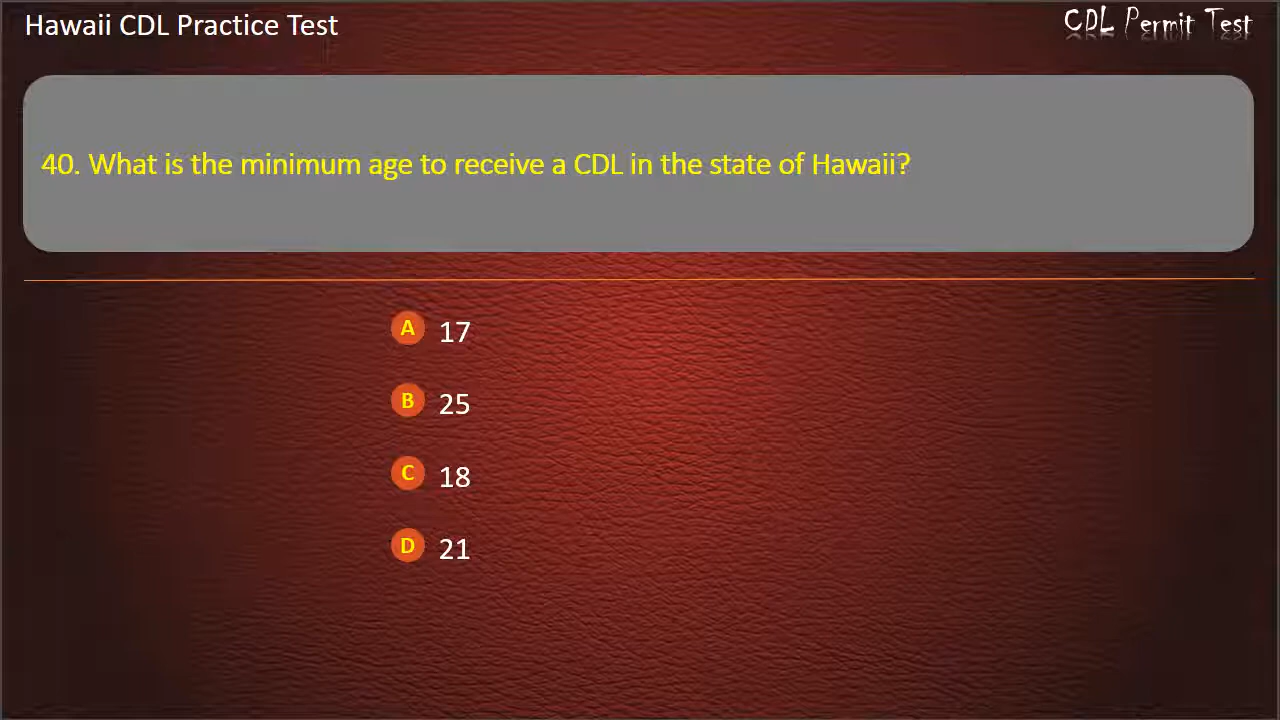 Hawaii CDL Practice Test
CDL Permit Test
40. What is the minimum age to receive a CDL in the state of Hawaii?
A 17
B 25
C 18
D 21